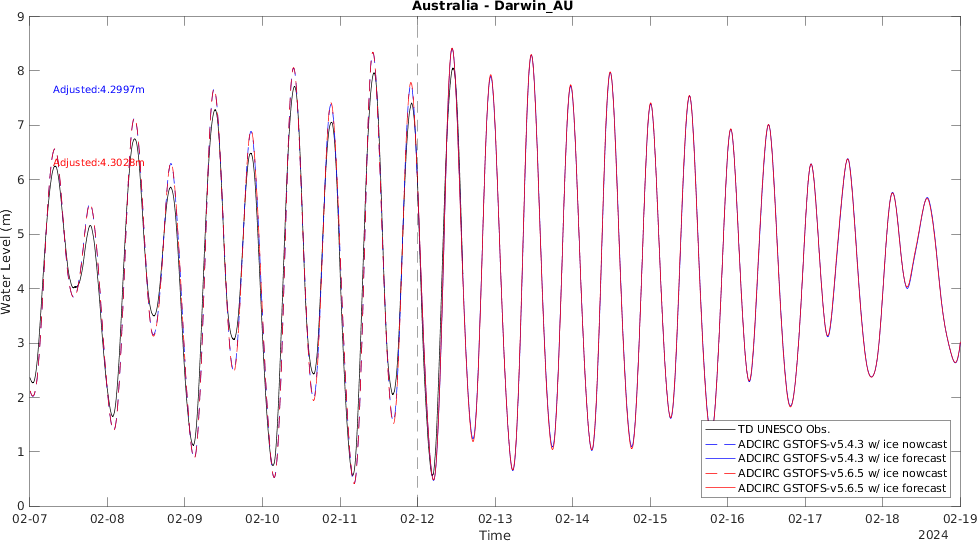 Australia - Darwin_AU
9
8
7
6
5
4
3
2
1
0
Water Level (m)
Adjusted:4.2997m
Adjusted:4.3028m
TD UNESCO Obs.
ADCIRC GSTOFS-v5.4.3 w/ ice nowcast
ADCIRC GSTOFS-v5.4.3 w/ ice forecast
ADCIRC GSTOFS-v5.6.5 w/ ice nowcast
ADCIRC GSTOFS-v5.6.5 w/ ice forecast
02-07 02-08 02-09 02-10 02-11 02-12 02-13 02-14 02-15 02-16 02-17 02-18 02-19
Time
2024